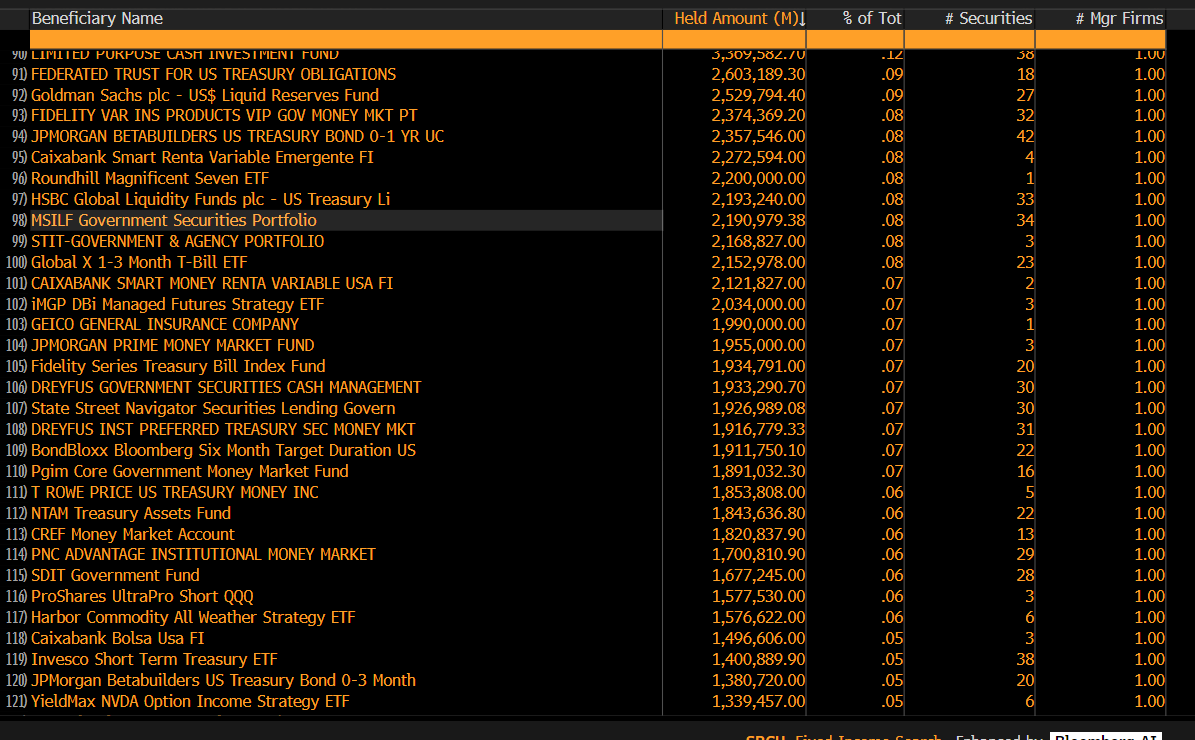 Beneficiary Name Held Amount (M)↓ % of Tot # Securities # Mgr Firms
90) LIMITED PURPOSE CASH INVESTMENT FUND 3,369,582.70 .12 38 1.00
91) FEDERATED TRUST FOR US TREASURY OBLIGATIONS 2,603,189.30 .09 18 1.00
92) Goldman Sachs plc - US$ Liquid Reserves Fund 2,529,794.40 .09 27 1.00
93) FIDELITY VAR INS PRODUCTS VIP GOV MONEY MKT PT 2,374,369.20 .08 32 1.00
94) JPMORGAN BETABUILDERS US TREASURY BOND 0-1 YR UC 2,357,546.00 .08 42 1.00
95) Caixabank Smart Renta Variable Emergente FI 2,272,594.00 .08 4 1.00
96) Roundhill Magnificent Seven ETF 2,200,000.00 .08 1 1.00
97) HSBC Global Liquidity Funds plc - US Treasury Li 2,193,240.00 .08 33 1.00
98) MSILF Government Securities Portfolio 2,190,979.38 .08 34 1.00
99) STIT-GOVERNMENT & AGENCY PORTFOLIO 2,168,827.00 .08 3 1.00
100) Global X 1-3 Month T-Bill ETF 2,152,978.00 .08 23 1.00
101) CAIXABANK SMART MONEY RENTA VARIABLE USA FI 2,121,827.00 .07 2 1.00
102) iMGP DBi Managed Futures Strategy ETF 2,034,000.00 .07 3 1.00
103) GEICO GENERAL INSURANCE COMPANY 1,990,000.00 .07 1 1.00
104) JPMORGAN PRIME MONEY MARKET FUND 1,955,000.00 .07 3 1.00
105) Fidelity Series Treasury Bill Index Fund 1,934,791.00 .07 20 1.00
106) DREYFUS GOVERNMENT SECURITIES CASH MANAGEMENT 1,933,290.70 .07 30 1.00
107) State Street Navigator Securities Lending Govern 1,926,989.08 .07 30 1.00
108) DREYFUS INST PREFERRED TREASURY SEC MONEY MKT 1,916,779.33 .07 31 1.00
109) BondBloxx Bloomberg Six Month Target Duration US 1,911,750.10 .07 22 1.00
110) Pgim Core Government Money Market Fund 1,891,032.30 .07 16 1.00
111) T ROWE PRICE US TREASURY MONEY INC 1,853,808.00 .06 5 1.00
112) NTAM Treasury Assets Fund 1,843,636.80 .06 22 1.00
113) CREF Money Market Account 1,820,837.90 .06 13 1.00
114) PNC ADVANTAGE INSTITUTIONAL MONEY MARKET 1,700,810.90 .06 29 1.00
115) SDIT Government Fund 1,677,245.00 .06 28 1.00
116) ProShares UltraPro Short QQQ 1,577,530.00 .06 3 1.00
117) Harbor Commodity All Weather Strategy ETF 1,576,622.00 .06 6 1.00
118) Caixabank Bolsa Usa FI 1,496,606.00 .05 3 1.00
119) Invesco Short Term Treasury ETF 1,400,889.90 .05 38 1.00
120) JPMorgan Betabuilders US Treasury Bond 0-3 Month 1,380,720.00 .05 20 1.00
121) YieldMax NVDA Option Income Strategy ETF 1,339,457.00 .05 6 1.00
SRCH Fixed Income Search Enhanced by Bloomberg AI